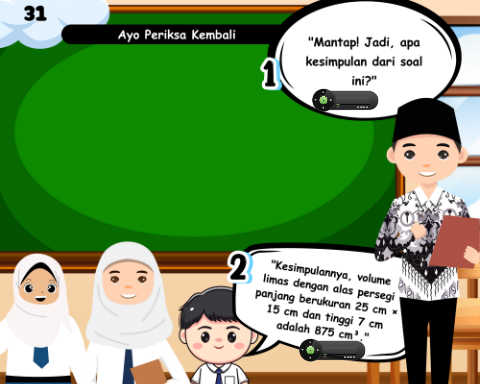 31
Ayo Periksa Kembali
1
"Mantap! Jadi, apa
kesimpulan dari soal
ini?"
2
"Kesimpulannya, volume
limas dengan alas persegi
panjang berukuran 25 cm ×
15 cm dan tinggi 7 cm
adalah 875 cm³ "